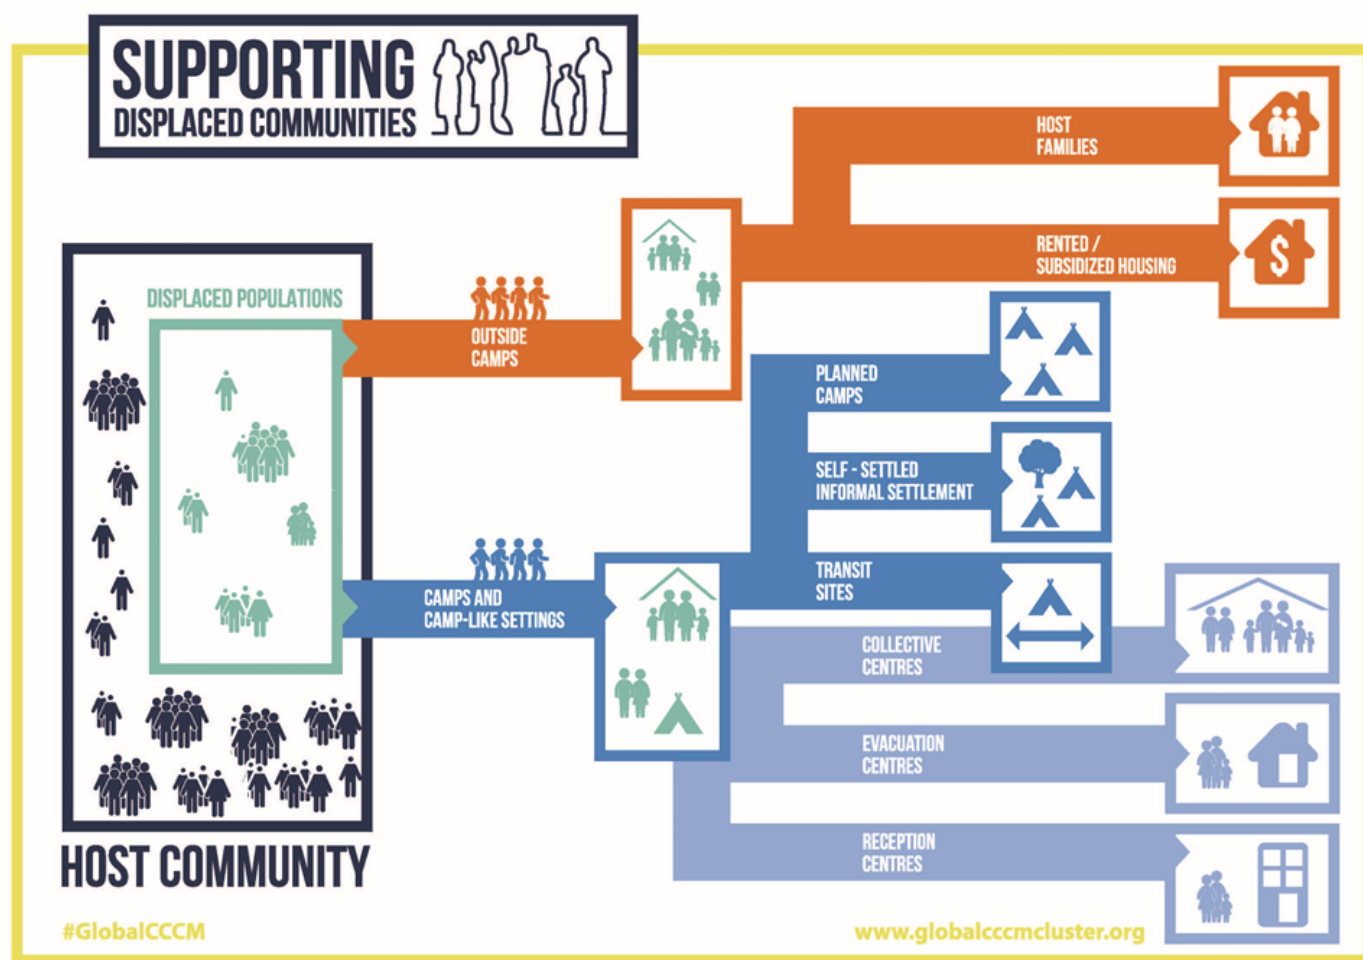 SUPPORTING
DISPLACED COMMUNITIES
HOST
FAMILIES
RENTED /
SUBSIDIZED HOUSING
DISPLACED POPULATIONS
OUTSIDE
CAMPS
PLANNED
CAMPS
SELF - SETTLED
INFORMAL SETTLEMENT
TRANSIT
SITES
CAMPS AND
CAMP-LIKE SETTINGS
COLLECTIVE
CENTRES
EVACUATION
CENTRES
RECEPTION
CENTRES
HOST COMMUNITY
#GlobalCCCM
www.globalcccmcluster.org
$